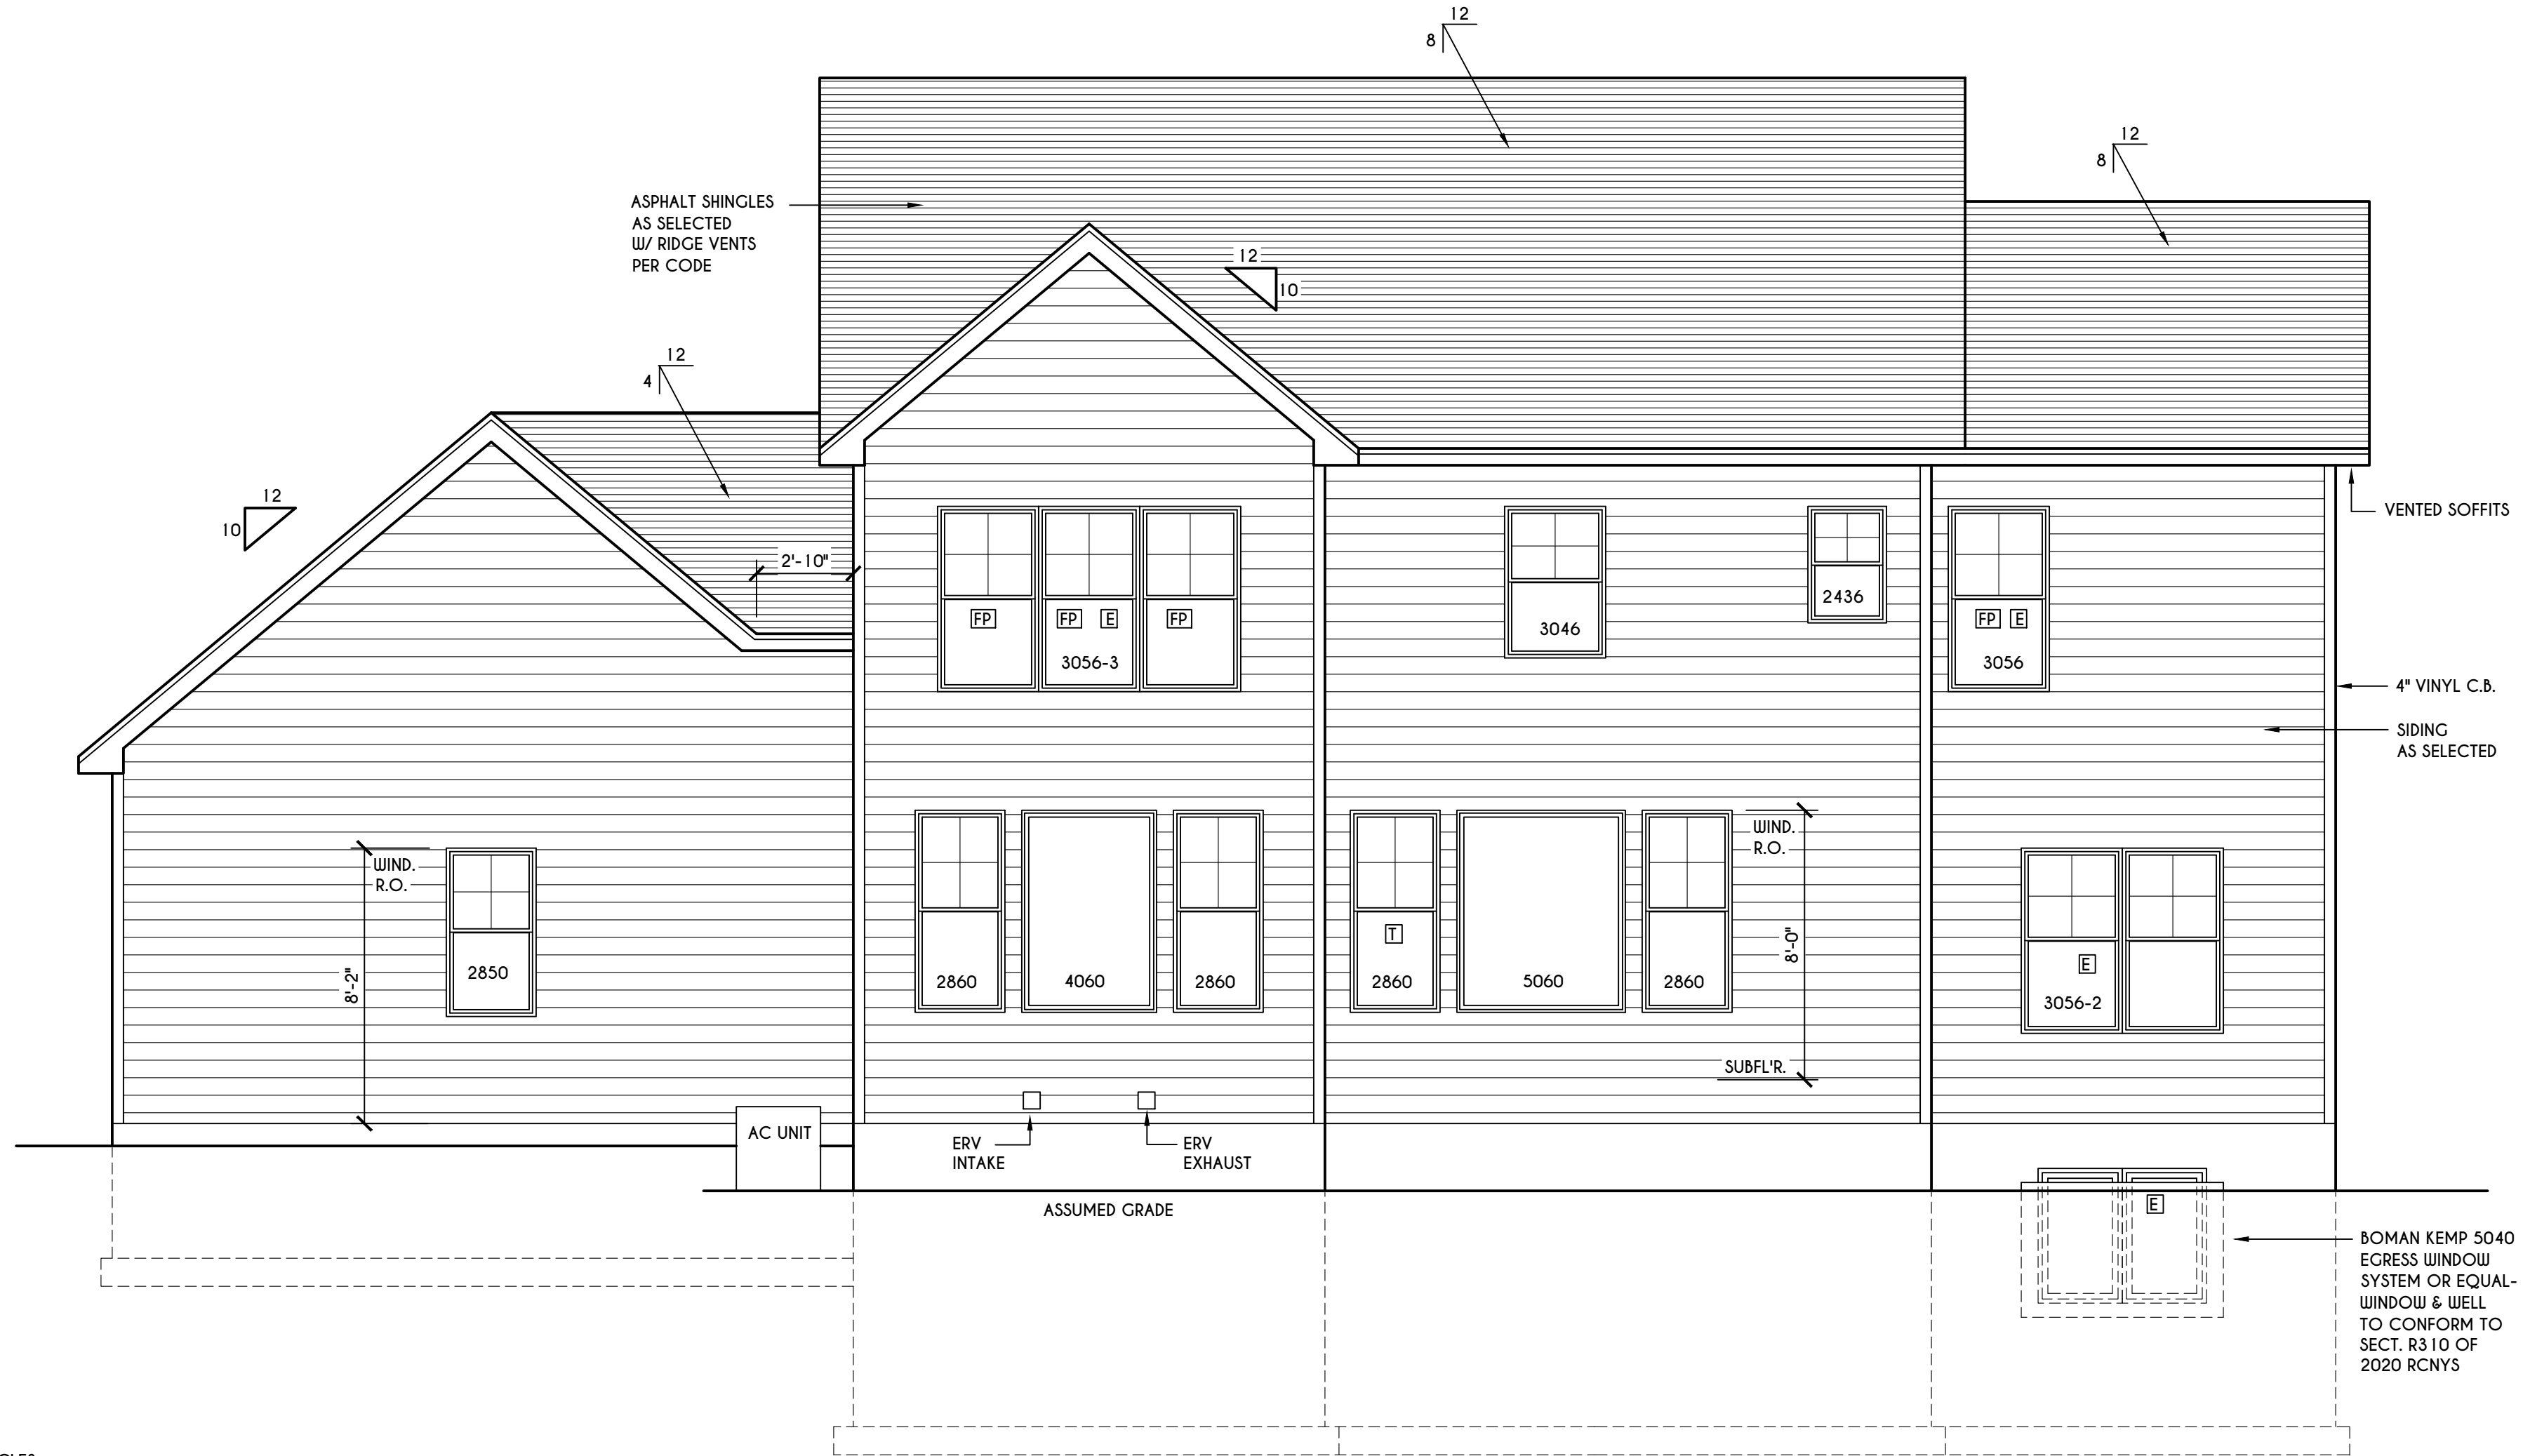 12
8
12
8
ASPHALT SHINGLES
AS SELECTED
W/ RIDGE VENTS
PER CODE
12
10
12
4
12
10
2'-10"
VENTED SOFFITS
FP
FP E
FP
3056-3
3046
2436
FP E
3056
4" VINYL C.B.
SIDING
AS SELECTED
WIND.
R.O.
8'-2"
2850
2860
4060
2860
T
2860
5060
2860
WIND.
R.O.
8'-0"
SUBFL'R.
E
3056-2
AC UNIT
ERV
INTAKE
ERV
EXHAUST
ASSUMED GRADE
E
BOMAN KEMP 5040
EGRESS WINDOW
SYSTEM OR EQUAL-
WINDOW & WELL
TO CONFORM TO
SECT. R310 OF
2020 RCNYS